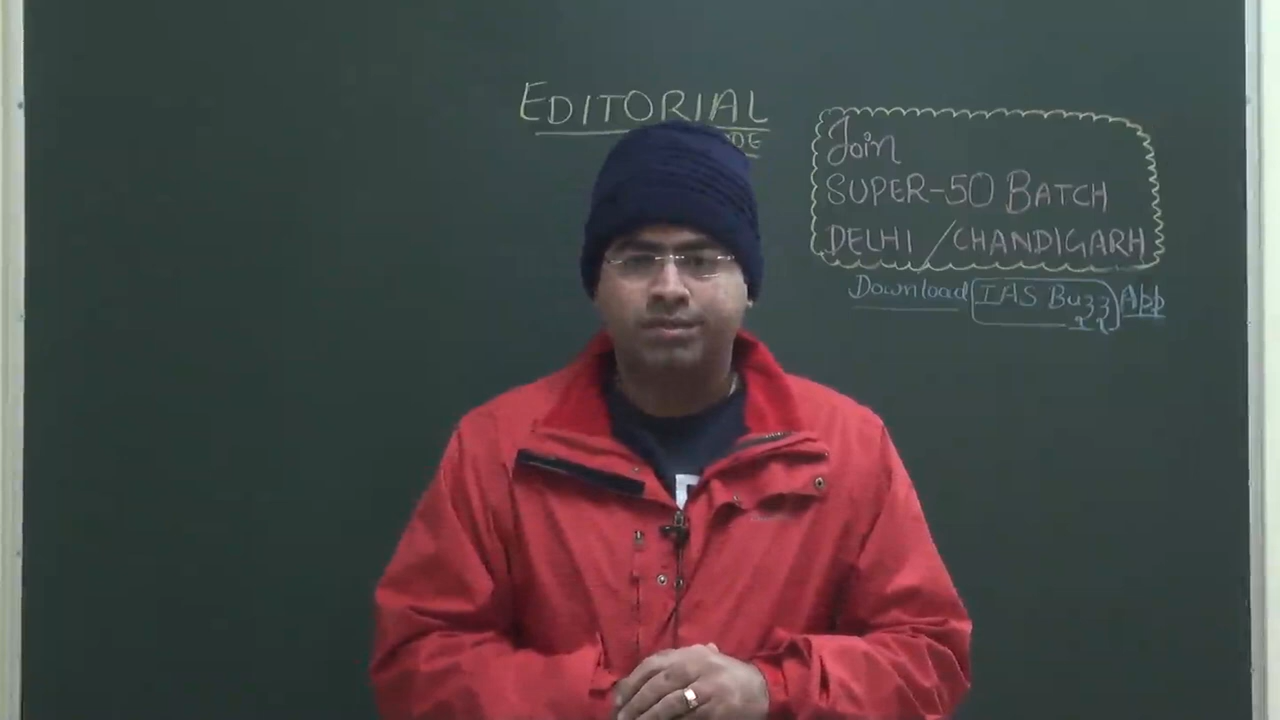 EDITORIAL
Join
SUPER-50 BATCH
DELHI / CHANDIGARH
Download IAS Buzz App